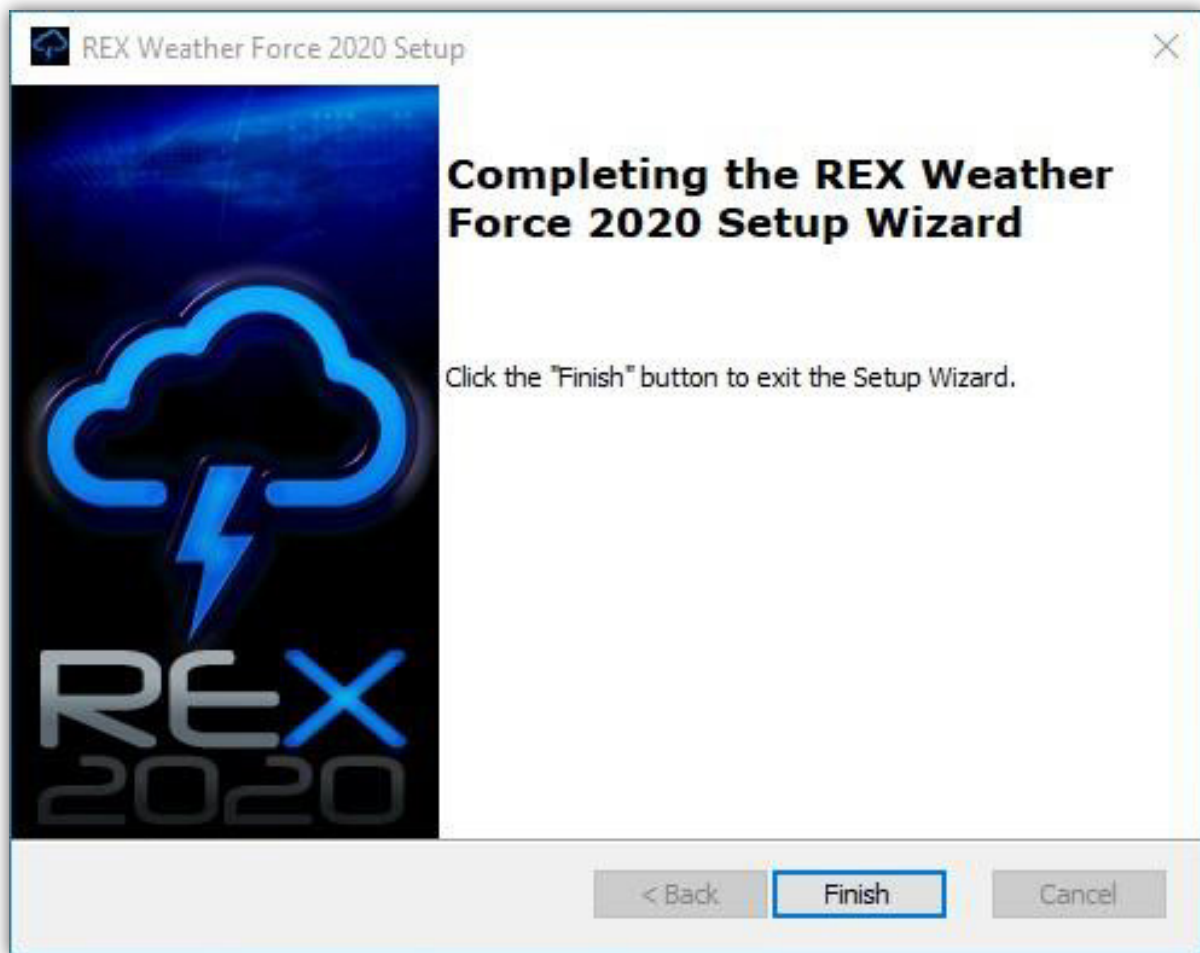 REX Weather Force 2020 Setup
Completing the REX Weather
Force 2020 Setup Wizard
Click the "Finish" button to exit the Setup Wizard.
REX
2020
< Back
Finish
Cancel